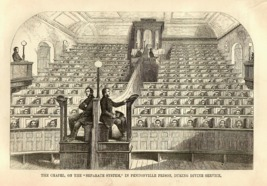 THE CHAPEL, ON THE "SEPARATE SYSTEM," IN PENTONVILLE PRISON, DURING DIVINE SERVICE.